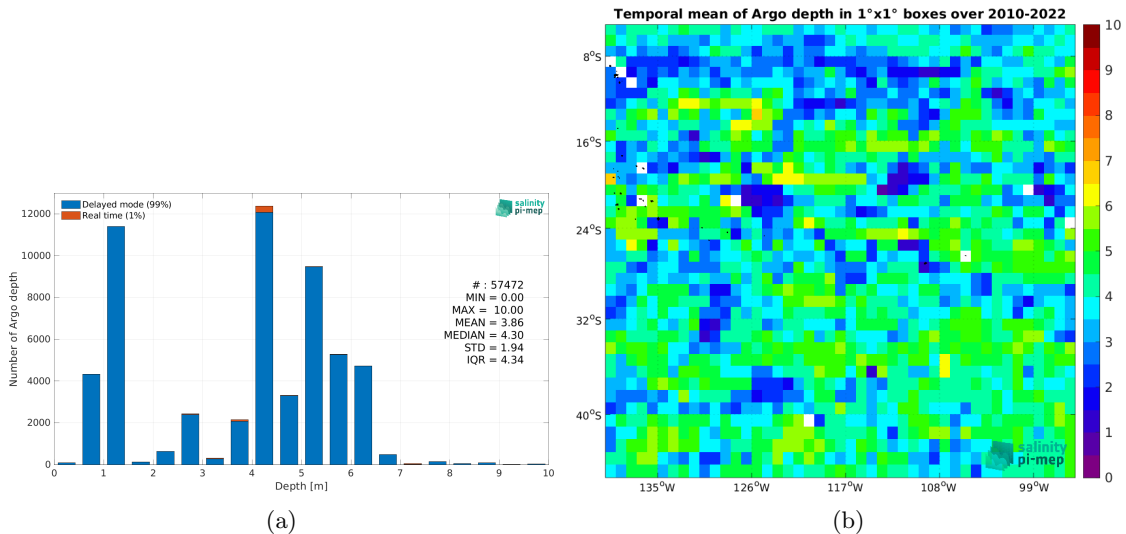 Delayed mode (99%)
Real time (1%)
salinity
pi-mep
# : 57472
MIN = 0.00
MAX = 10.00
MEAN = 3.86
MEDIAN = 4.30
STD = 1.94
IQR = 4.34
Number of Argo depth
12000
10000
8000
6000
4000
2000
0
0 1 2 3 4 5 6 7 8 9 10
Depth [m]
(a)
Temporal mean of Argo depth in 1°x1° boxes over 2010-2022
8°S
16°S
24°S
32°S
40°S
135°W 126°W 117°W 108°W 99°W
salinity
pi-mep
10
9
8
7
6
5
4
3
2
1
0
(b)